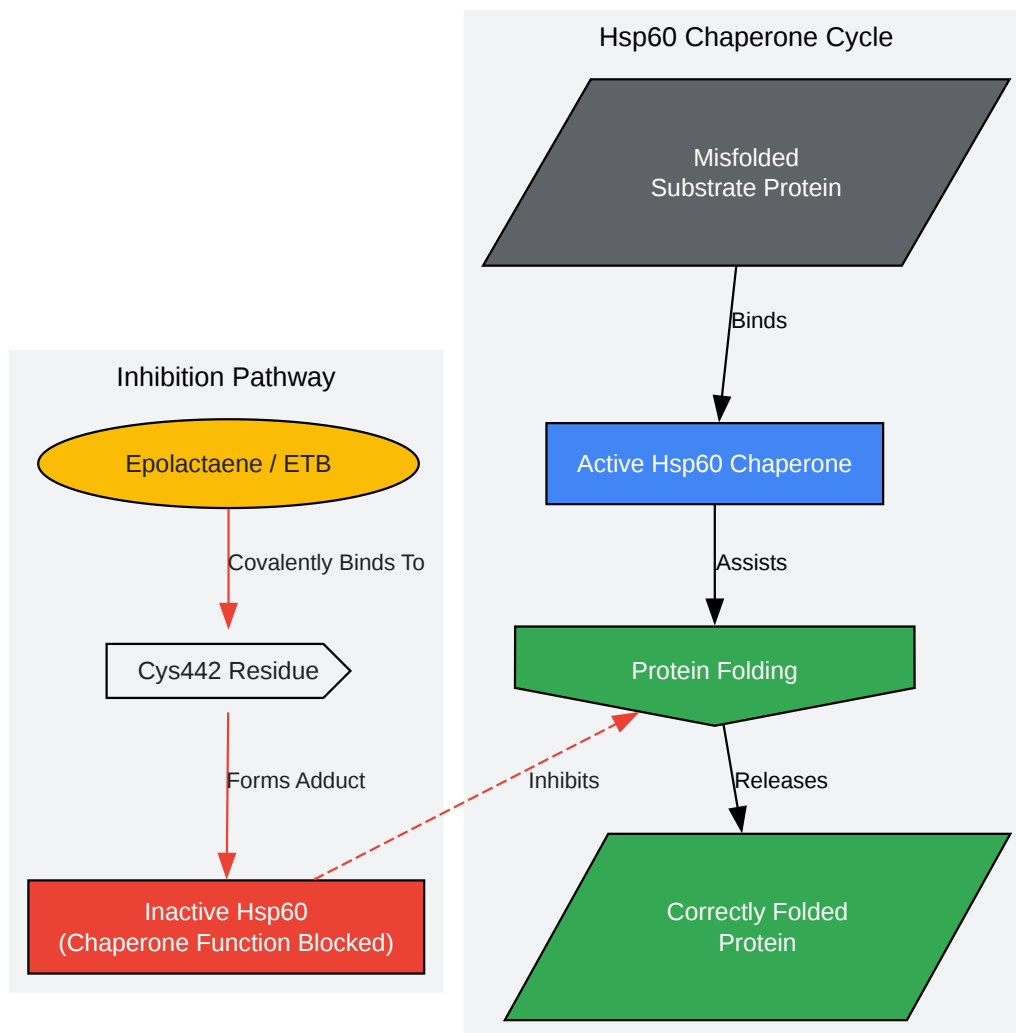 Hsp60 Chaperone Cycle
Misfolded
Substrate Protein
Binds
Active Hsp60 Chaperone
Assists
Protein Folding
Releases
Correctly Folded
Protein
Inhibition Pathway
Epolactaene / ETB
Covalently Binds To
Cys442 Residue
Forms Adduct
Inactive Hsp60
(Chaperone Function Blocked)
Inhibits